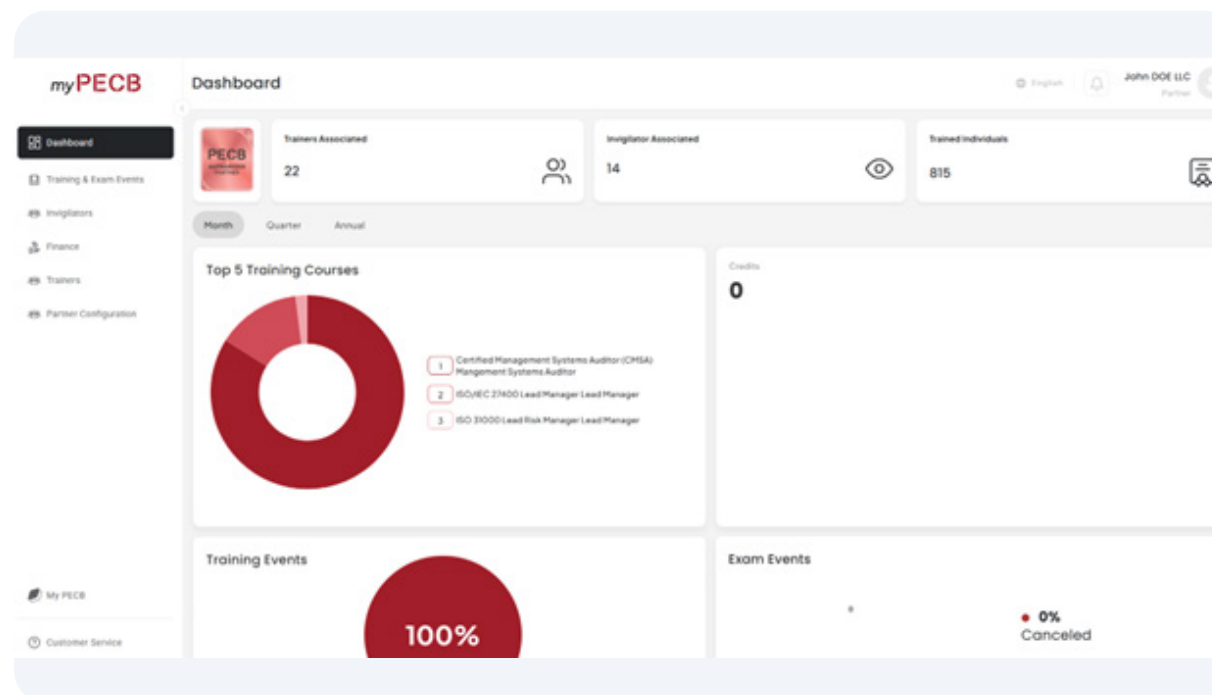 myPECB
Dashboard
English
John DOE LLC
Partner
Dashboard
Training & Exam Events
Invigilators
Finance
Trainers
Partner Configuration
My PECB
Customer Service
PECB
Trainers Associated
22
Invigilator Associated
14
Trained Individuals
815
Month
Quarter
Annual
Top 5 Training Courses
1 Certified Management Systems Auditor (CMSA)
Mangement Systems Auditor
2 ISO/IEC 27400 Lead Manager Lead Manager
3 ISO 31000 Lead Risk Manager Lead Manager
Credits
0
Training Events
100%
Exam Events
0%
Canceled